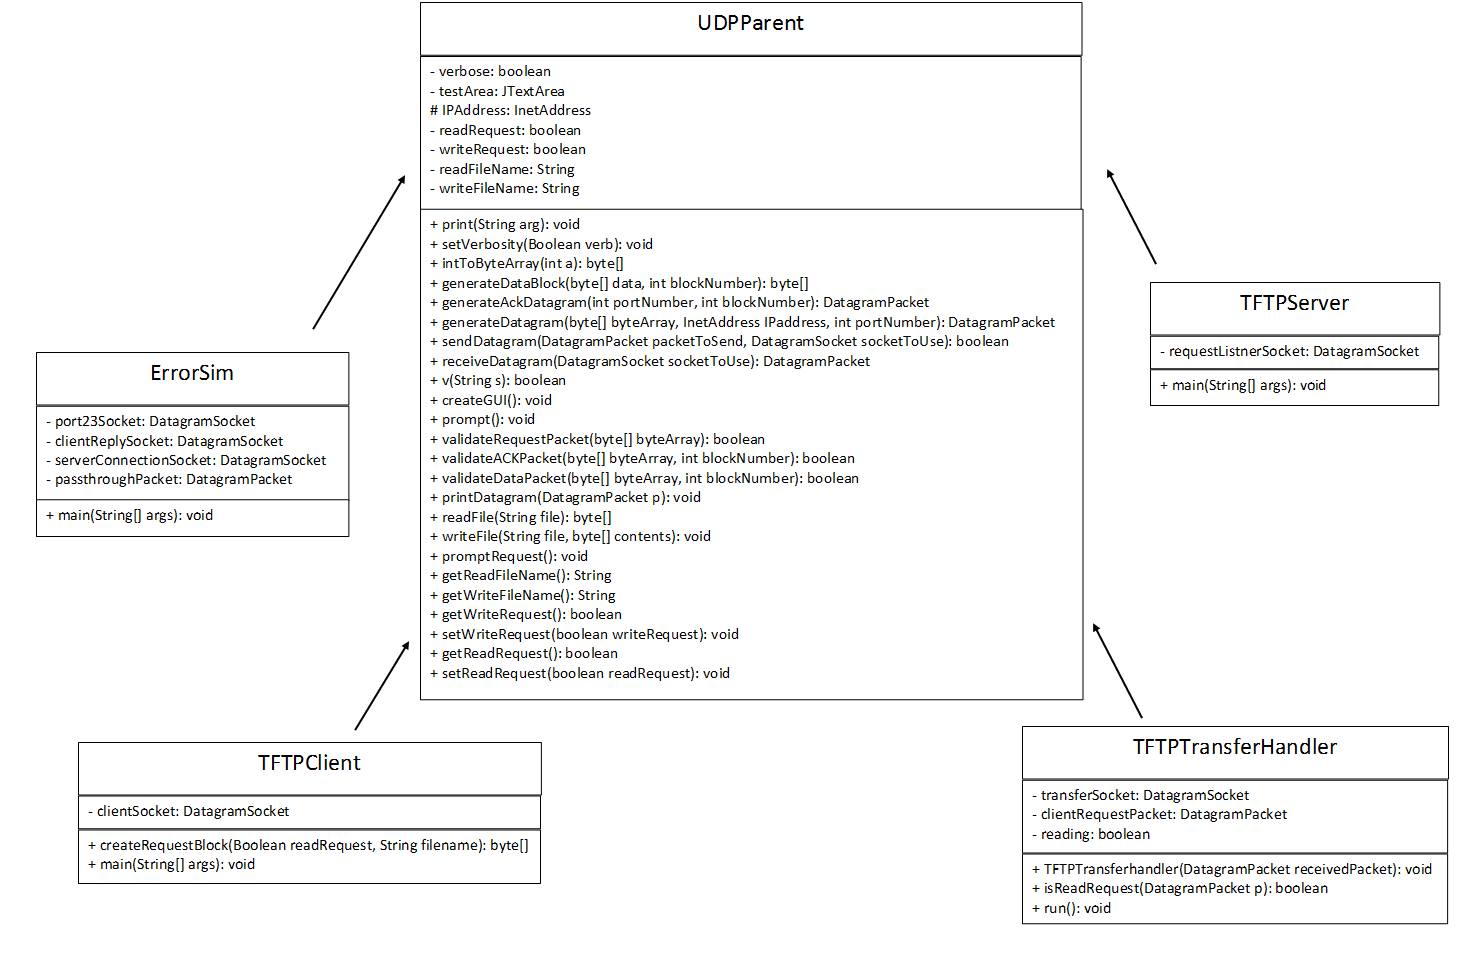 UDPParent
- verbose: boolean
- testArea: JTextArea
# IPAddress: InetAddress
- readRequest: boolean
- writeRequest: boolean
- readFileName: String
- writeFileName: String
+ print(String arg): void
+ setVerbosity(Boolean verb): void
+ intToByteArray(int a): byte[]
+ generateDataBlock(byte[] data, int blockNumber): byte[]
+ generateAckDatagram(int portNumber, int blockNumber): DatagramPacket
+ generateDatagram(byte[] byteArray, InetAddress IPaddress, int portNumber): DatagramPacket
+ sendDatagram(DatagramPacket packetToSend, DatagramSocket socketToUse): boolean
+ receiveDatagram(DatagramSocket socketToUse): DatagramPacket
+ v(String s): boolean
+ createGUI(): void
+ prompt(): void
+ validateRequestPacket(byte[] byteArray): boolean
+ validateACKPacket(byte[] byteArray, int blockNumber): boolean
+ validateDataPacket(byte[] byteArray, int blockNumber): boolean
+ printDatagram(DatagramPacket p): void
+ readFile(String file): byte[]
+ writeFile(String file, byte[] contents): void
+ promptRequest(): void
+ getReadFileName(): String
+ getWriteFileName(): String
+ getWriteRequest(): boolean
+ setWriteRequest(boolean writeRequest): void
+ getReadRequest(): boolean
+ setReadRequest(boolean readRequest): void
ErrorSim
- port23Socket: DatagramSocket
- clientReplySocket: DatagramSocket
- serverConnectionSocket: DatagramSocket
- passthroughPacket: DatagramPacket
+ main(String[] args): void
TFTPServer
- requestListnerSocket: DatagramSocket
+ main(String[] args): void
TFTPClient
- clientSocket: DatagramSocket
+ createRequestBlock(Boolean readRequest, String filename): byte[]
+ main(String[] args): void
TFTPTransferHandler
- transferSocket: DatagramSocket
- clientRequestPacket: DatagramPacket
- reading: boolean
+ TFTPTransferhandler(DatagramPacket receivedPacket): void
+ isReadRequest(DatagramPacket p): boolean
+ run(): void